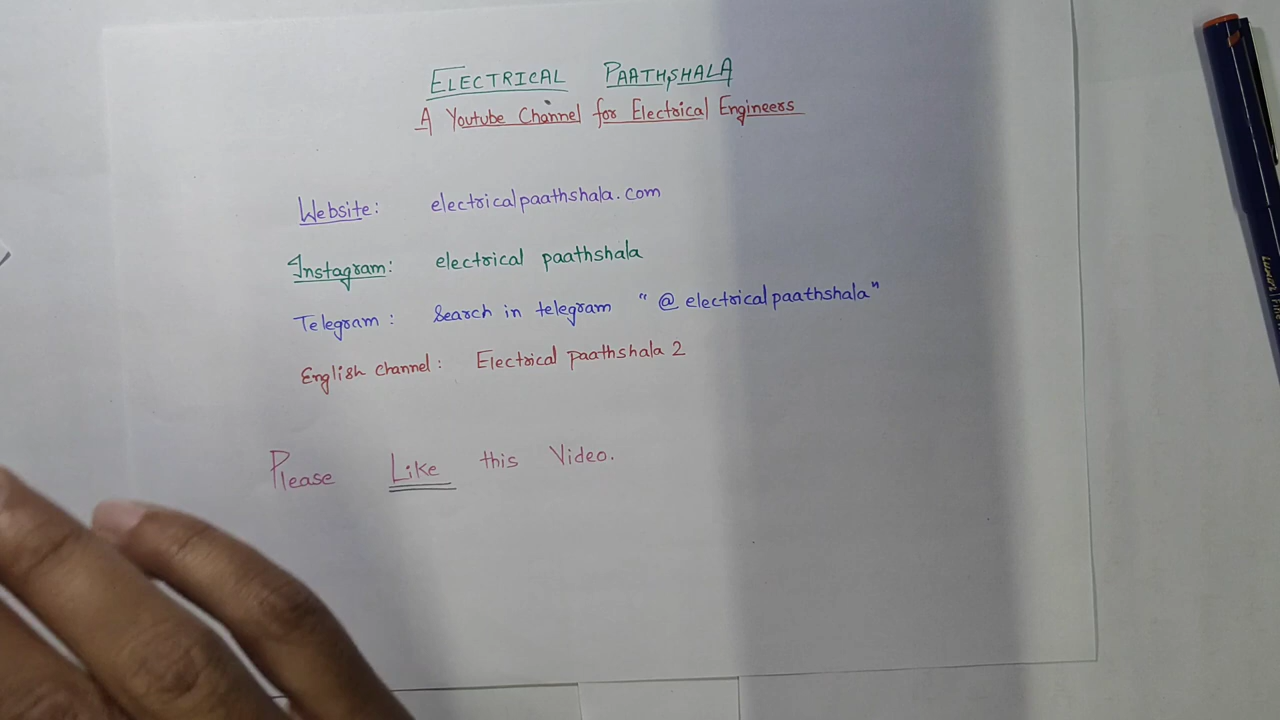 ELECTRICAL PAATHSHALA
A Youtube Channel for Electrical Engineers
Website: electricalpaathshala.com
Instagram: electrical paathshala
Telegram: Search in telegram "@electricalpaathshala"
English channel: Electrical paathshala 2
Please Like this Video.